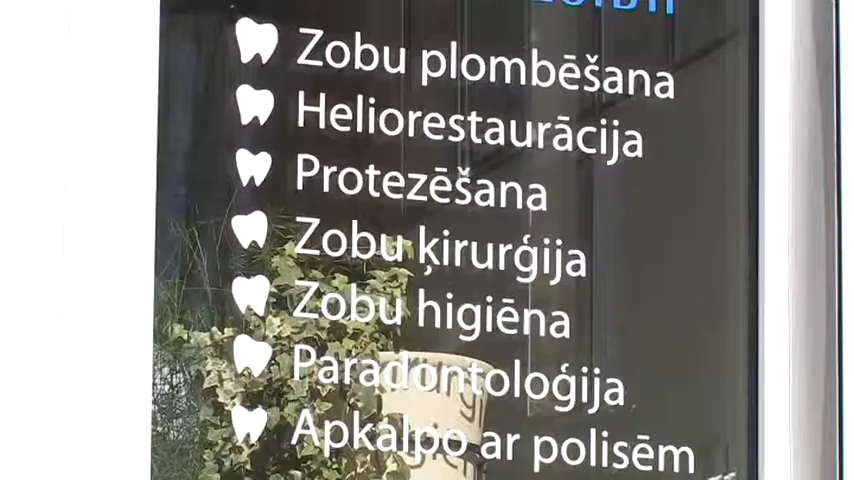 Zobu plombēšana
Heliorestaurācija
Protezēšana
Zobu ķirurģija
Zobu higiēna
Paradontoloģija
Apkalpo ar polisēm